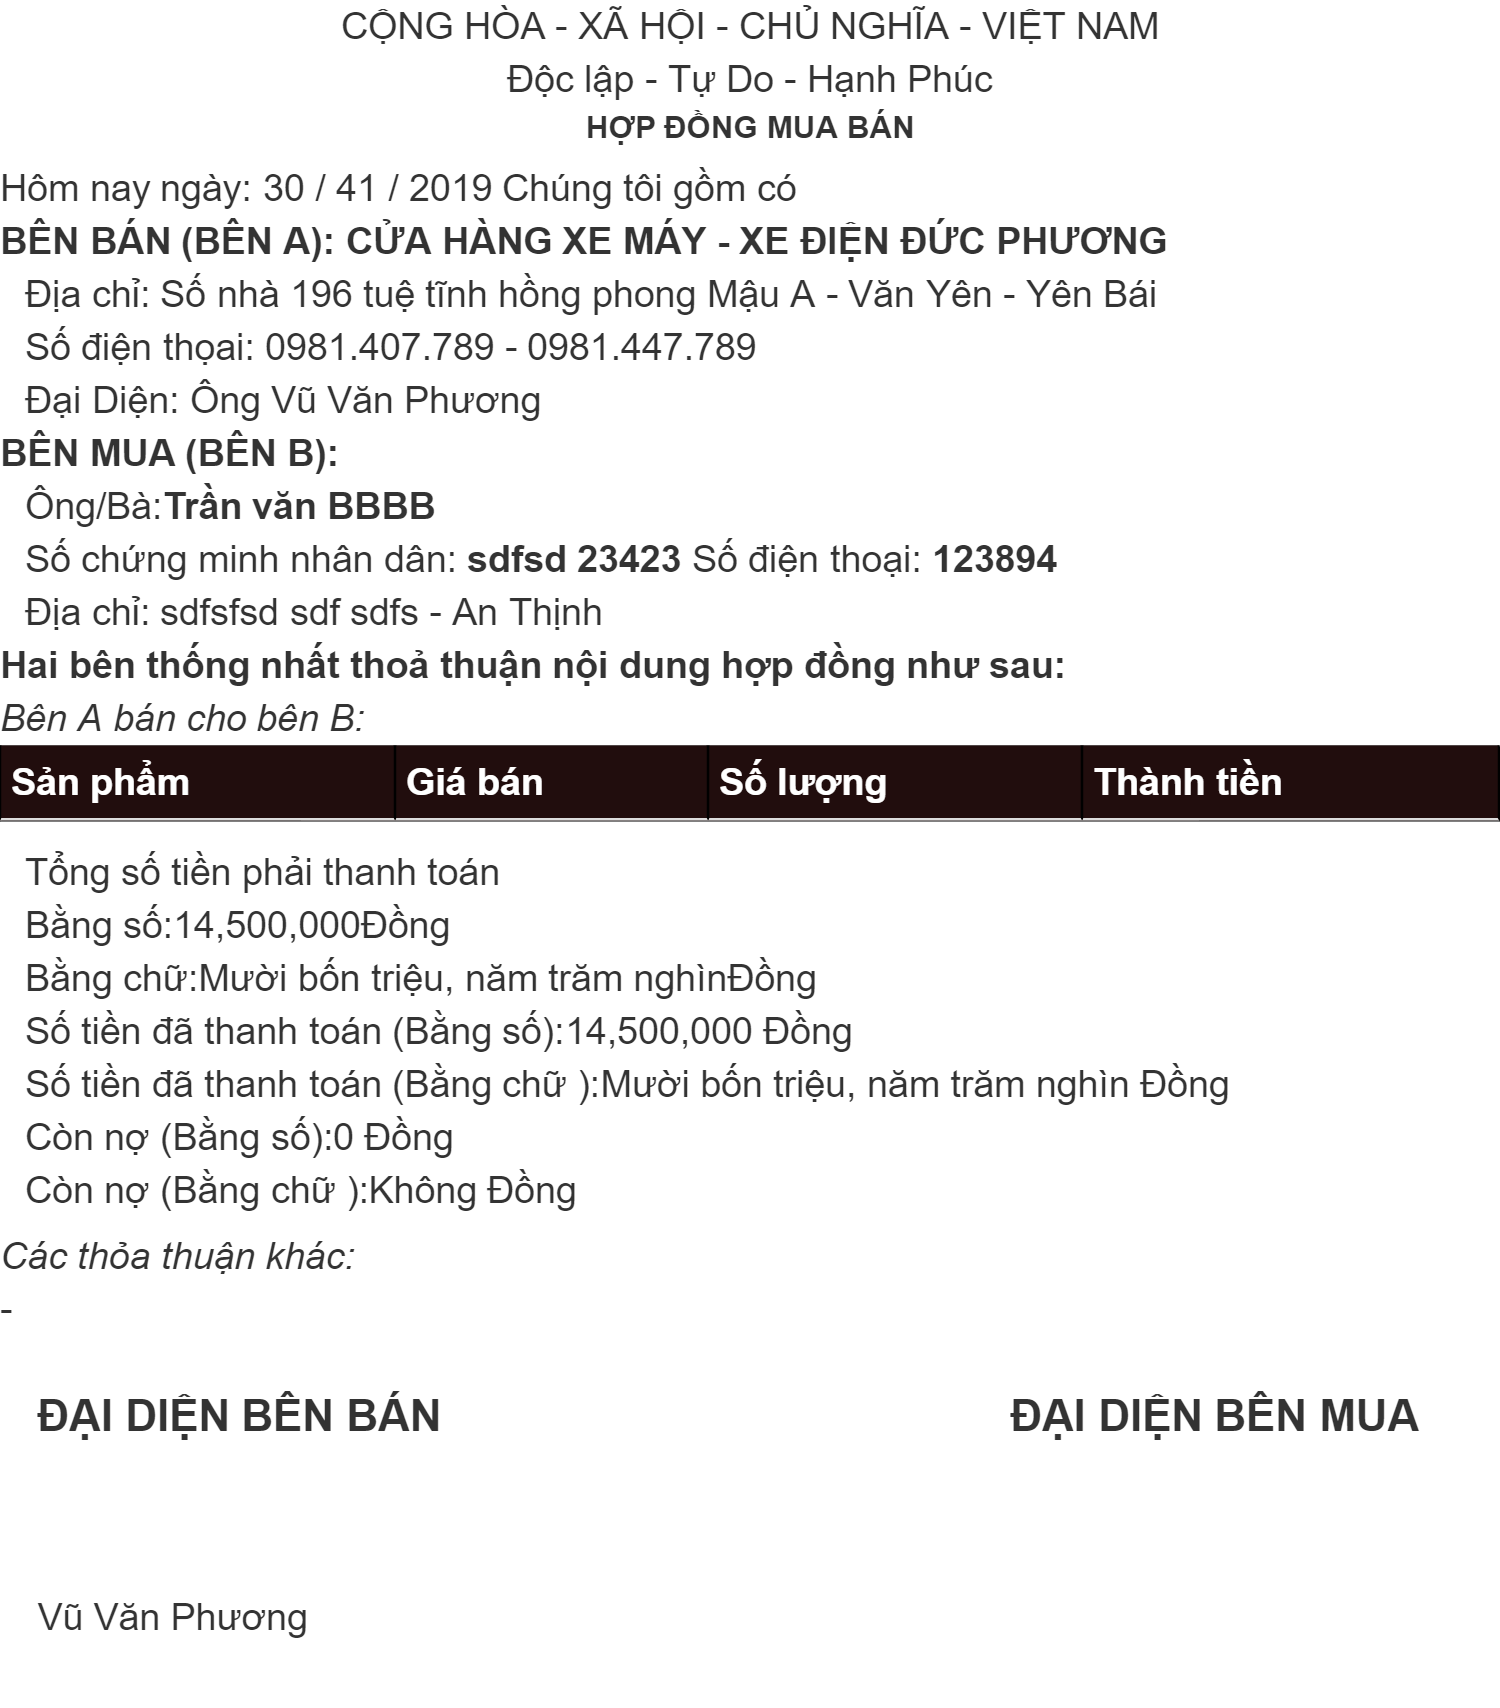 CỘNG HÒA - XÃ HỘI - CHỦ NGHĨA - VIỆT NAM
Độc lập - Tự Do - Hạnh Phúc
HỢP ĐỒNG MUA BÁN
Hôm nay ngày: 30 / 41 / 2019 Chúng tôi gồm có
BÊN BÁN (BÊN A): CỬA HÀNG XE MÁY - XE ĐIỆN ĐỨC PHƯƠNG
Địa chỉ: Số nhà 196 tuệ tĩnh hồng phong Mậu A - Văn Yên - Yên Bái
Số điện thọai: 0981.407.789 - 0981.447.789
Đại Diện: Ông Vũ Văn Phương
BÊN MUA (BÊN B):
Ông/Bà:Trần văn BBBB
Số chứng minh nhân dân: sdfsd 23423 Số điện thoại: 123894
Địa chỉ: sdfsfsd sdf sdfs - An Thịnh
Hai bên thống nhất thoả thuận nội dung hợp đồng như sau:
Bên A bán cho bên B:
Sản phẩm Giá bán Số lượng Thành tiền
Tổng số tiền phải thanh toán
Bằng số:14,500,000Đồng
Bằng chữ:Mười bốn triệu, năm trăm nghìnĐồng
Số tiền đã thanh toán (Bằng số):14,500,000 Đồng
Số tiền đã thanh toán (Bằng chữ ):Mười bốn triệu, năm trăm nghìn Đồng
Còn nợ (Bằng số):0 Đồng
Còn nợ (Bằng chữ ):Không Đồng
Các thỏa thuận khác:
-
ĐẠI DIỆN BÊN BÁN ĐẠI DIỆN BÊN MUA
Vũ Văn Phương